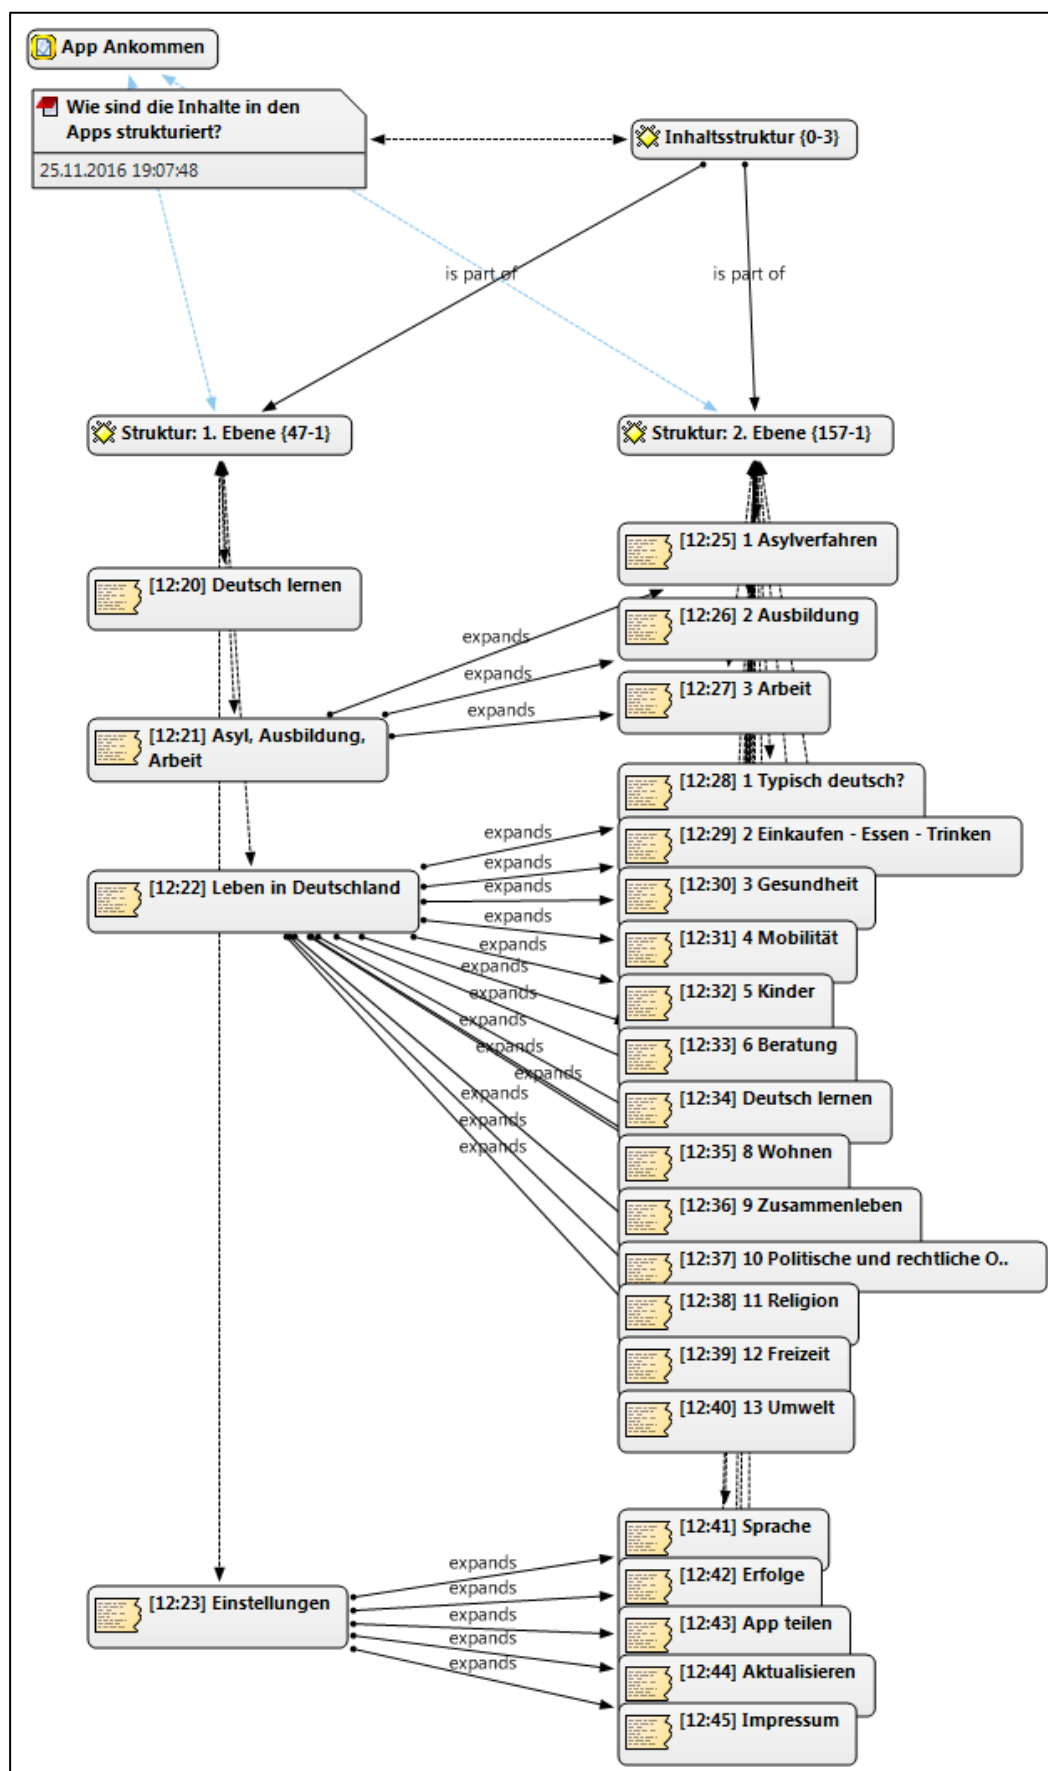 App Ankommen
Wie sind die Inhalte in den
Apps strukturiert?
25.11.2016 19:07:48
Inhaltsstruktur {0-3}
is part of
is part of
Struktur: 1. Ebene {47-1}
Struktur: 2. Ebene {157-1}
[12:25] 1 Asylverfahren
[12:20] Deutsch lernen
[12:26] 2 Ausbildung
expands
expands
[12:27] 3 Arbeit
expands
[12:21] Asyl, Ausbildung,
Arbeit
[12:28] 1 Typisch deutsch?
expands
[12:29] 2 Einkaufen - Essen - Trinken
expands
[12:22] Leben in Deutschland
expands
[12:30] 3 Gesundheit
expands
[12:31] 4 Mobilität
expands
expands
[12:32] 5 Kinder
expands
expands
[12:33] 6 Beratung
expands
expands
[12:34] Deutsch lernen
expands
expands
[12:35] 8 Wohnen
expands
[12:36] 9 Zusammenleben
[12:37] 10 Politische und rechtliche O..
[12:38] 11 Religion
[12:39] 12 Freizeit
[12:40] 13 Umwelt
[12:41] Sprache
expands
[12:42] Erfolge
expands
[12:23] Einstellungen
expands
[12:43] App teilen
expands
expands
[12:44] Aktualisieren
[12:45] Impressum